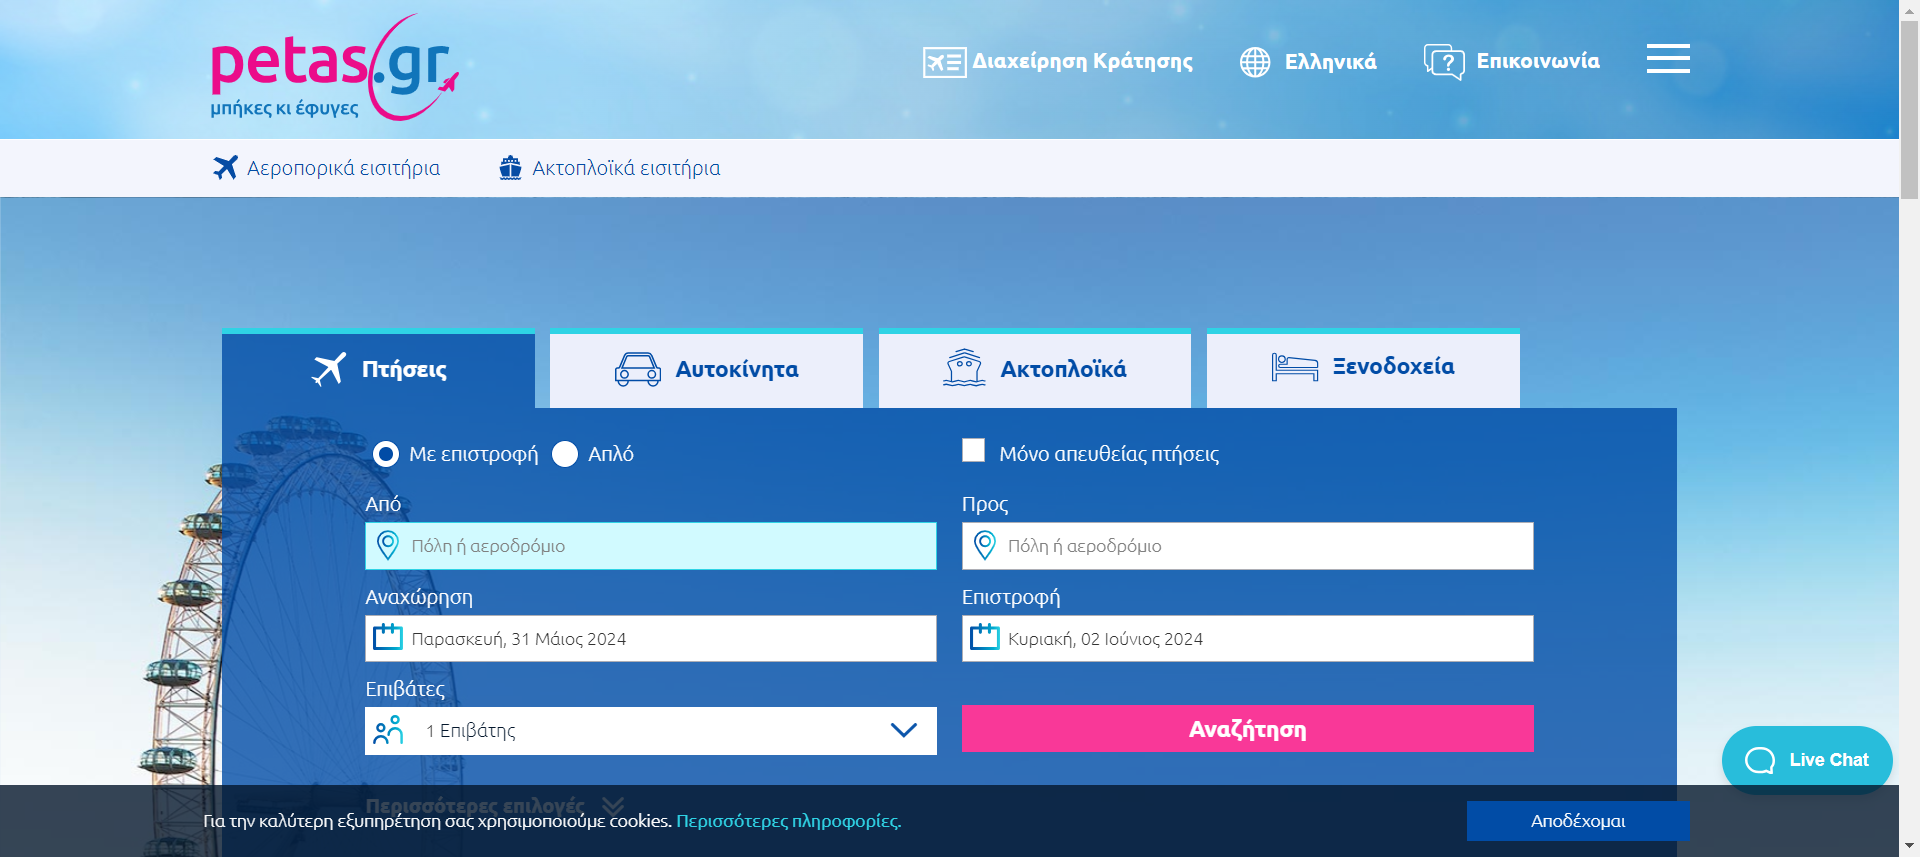 petas.gr
μπήκες κι έφυγες
Διαχείρηση Κράτησης
Ελληνικά
Επικοινωνία
Αεροπορικά εισιτήρια
Ακτοπλοϊκά εισιτήρια
Πτήσεις
Αυτοκίνητα
Ακτοπλοϊκά
Ξενοδοχεία
Με επιστροφή
Απλό
Μόνο απευθείας πτήσεις
Από
Προς
Πόλη ή αεροδρόμιο
Πόλη ή αεροδρόμιο
Αναχώρηση
Επιστροφή
Παρασκευή, 31 Μάιος 2024
Κυριακή, 02 Ιούνιος 2024
Επιβάτες
1 Επιβάτης
Αναζήτηση
Live Chat
Περισσότερες επιλογές
Για την καλύτερη εξυπηρέτηση σας χρησιμοποιούμε cookies. Περισσότερες πληροφορίες.
Αποδέχομαι